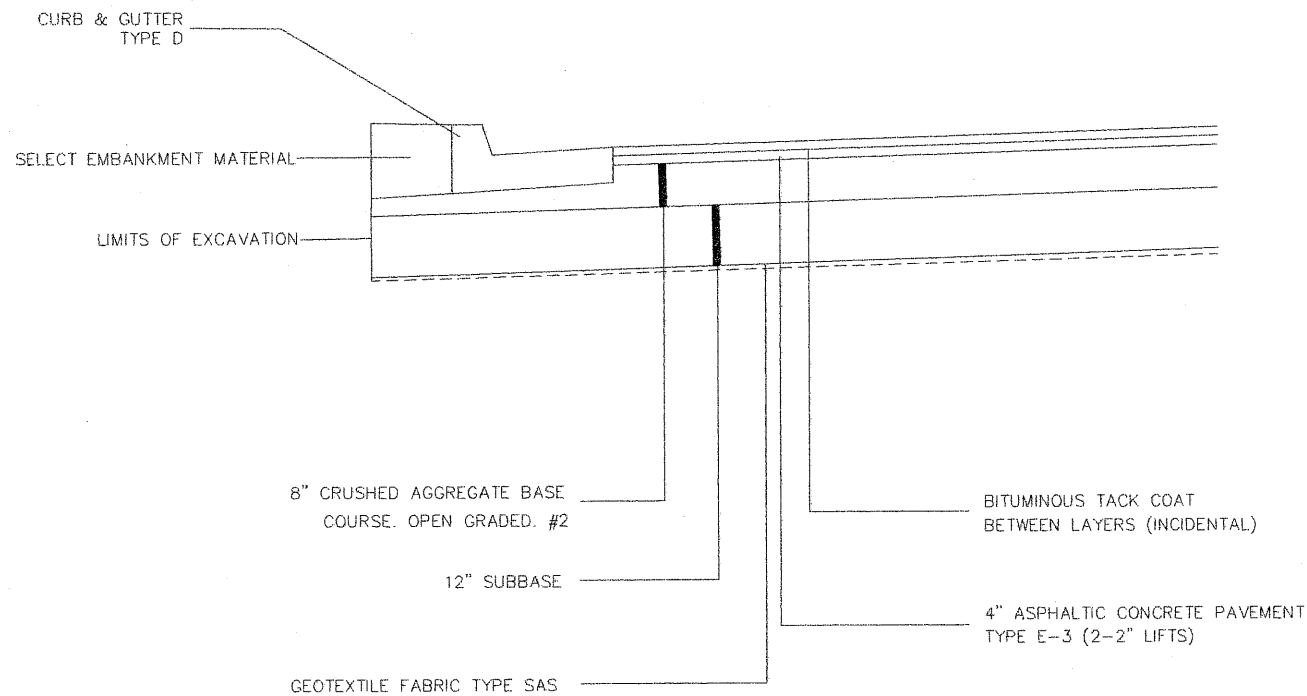 CURB & GUTTER
TYPE D
SELECT EMBANKMENT MATERIAL
LIMITS OF EXCAVATION
8" CRUSHED AGGREGATE BASE
COURSE. OPEN GRADED. #2
12" SUBBASE
GEOTEXTILE FABRIC TYPE SAS
BITUMINOUS TACK COAT
BETWEEN LAYERS (INCIDENTAL)
4" ASPHALTIC CONCRETE PAVEMENT
TYPE E-3 (2-2" LIFTS)